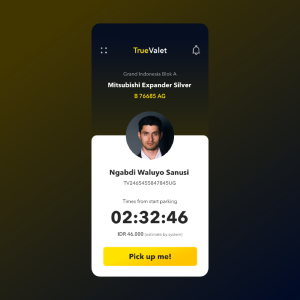 TrueValet
Grand Indonesia Blok A
Mitsubishi Expander Silver
B 76685 AG
Ngabdi Waluyo Sanusi
TV2465455847845UG
Times from start parking
02:32:46
IDR 46.000 (estimate by system)
Pick up me!